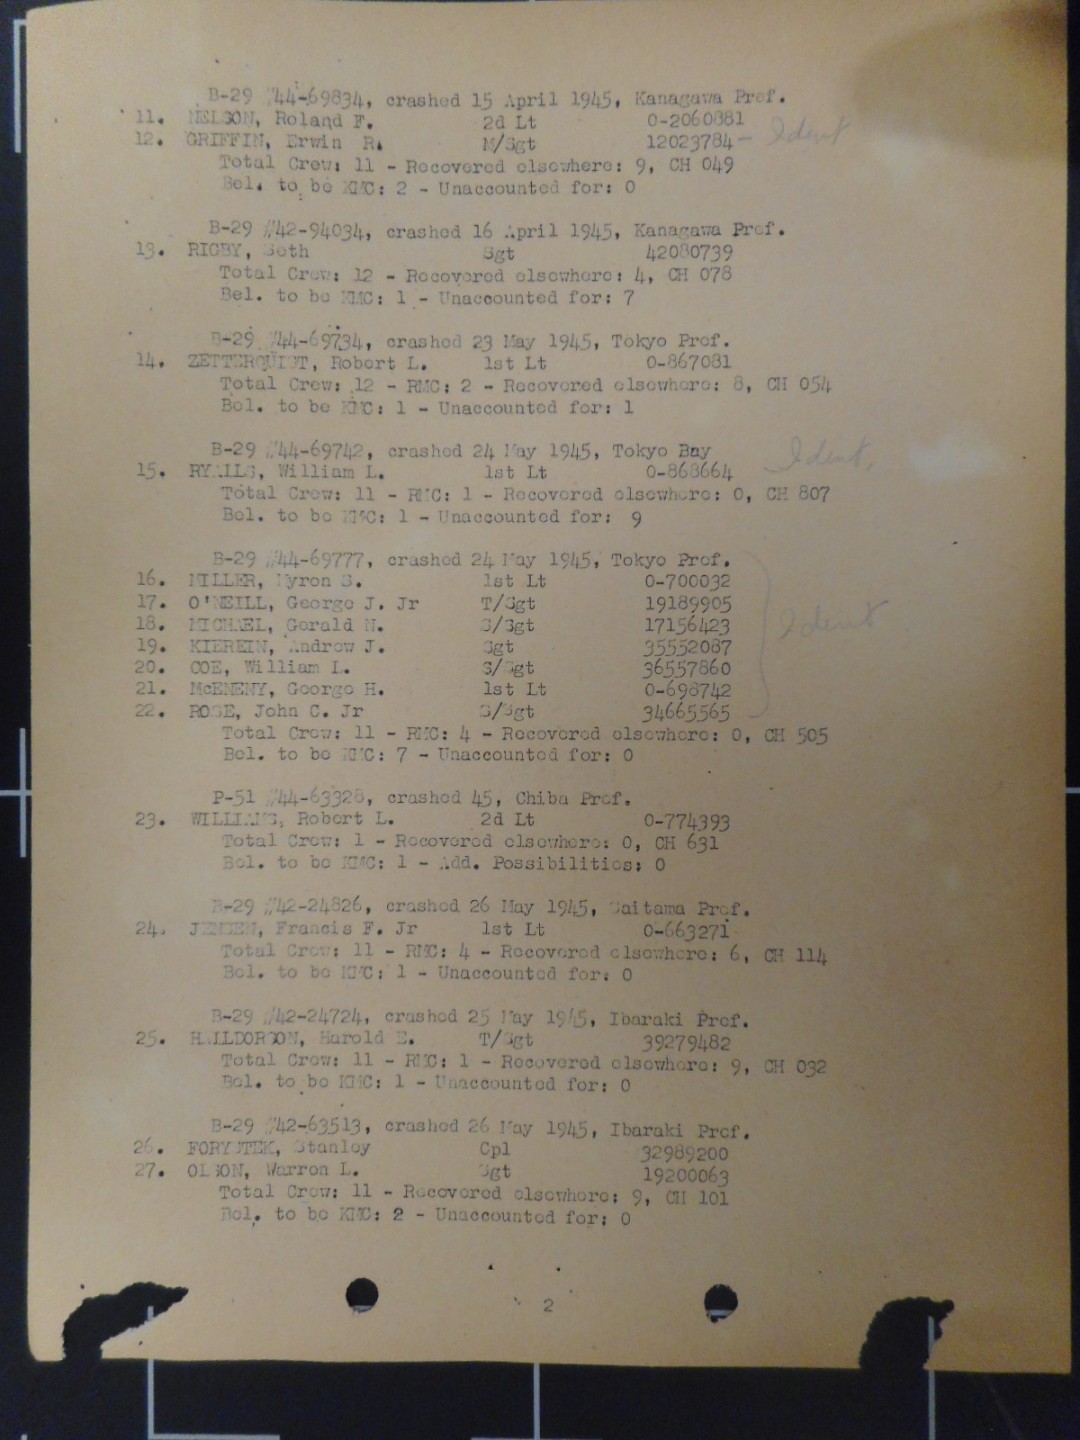 B-29 #44-69834, crashed 15 April 1945, Kanagawa Pref.
11. NELSON, Roland F. 2d Lt 0-2060881
12. GRIFFIN, Erwin R. M/Sgt 12023784 - Ident
Total Crew: 11 - Recovered elsewhere: 9, CH 049
Bel. to be KMC: 2 - Unaccounted for: 0
B-29 #42-94034, crashed 16 April 1945, Kanagawa Pref.
13. RIGBY, Seth Sgt 42080739
Total Crew: 12 - Recovered elsewhere: 4, CH 078
Bel. to be KMC: 1 - Unaccounted for: 7
B-29 #44-69734, crashed 23 May 1945, Tokyo Pref.
14. ZETTERQUIST, Robert L. 1st Lt 0-867081
Total Crew: 12 - RMC: 2 - Recovered elsewhere: 8, CH 054
Bel. to be KMC: 1 - Unaccounted for: 1
B-29 #44-69742, crashed 24 May 1945, Tokyo Bay Ident.
15. RYALLS, William L. 1st Lt 0-868664
Total Crew: 11 - RMC: 1 - Recovered elsewhere: 0, CH 807
Bel. to be KMC: 1 - Unaccounted for: 9
B-29 #44-69777, crashed 24 May 1945, Tokyo Pref.
16. MILLER, Myron S. 1st Lt 0-700032
17. O'NEILL, George J. Jr T/Sgt 19189905
18. MICHAEL, Gerald N. S/Sgt 17156423 Ident
19. KIEREIN, Andrew J. Sgt 35552087
20. COE, William L. S/Sgt 36557860
21. McENENY, George H. 1st Lt 0-698742
22. ROSE, John C. Jr S/Sgt 34665565
Total Crew: 11 - RMC: 4 - Recovered elsewhere: 0, CH 505
Bel. to be KMC: 7 - Unaccounted for: 0
P-51 #44-63328, crashed 45, Chiba Pref.
23. WILLIAMS, Robert L. 2d Lt 0-774393
Total Crew: 1 - Recovered elsewhere: 0, CH 631
Bel. to be KMC: 1 - Add. Possibilities: 0
B-29 #42-24826, crashed 26 May 1945, Saitama Pref.
24. JENSEN, Francis F. Jr 1st Lt 0-663271
Total Crew: 11 - RMC: 4 - Recovered elsewhere: 6, CH 114
Bel. to be KMC: 1 - Unaccounted for: 0
B-29 #42-24724, crashed 25 May 1945, Ibaraki Pref.
25. HALLDORSON, Harold E. T/Sgt 39279482
Total Crew: 11 - RMC: 1 - Recovered elsewhere: 9, CH 032
Bel. to be KMC: 1 - Unaccounted for: 0
B-29 #42-63513, crashed 26 May 1945, Ibaraki Pref.
26. FORYSTEK, Stanley Cpl 32989200
27. OLSON, Warren L. Sgt 19200063
Total Crew: 11 - Recovered elsewhere: 9, CH 101
Bel. to be KMC: 2 - Unaccounted for: 0
2